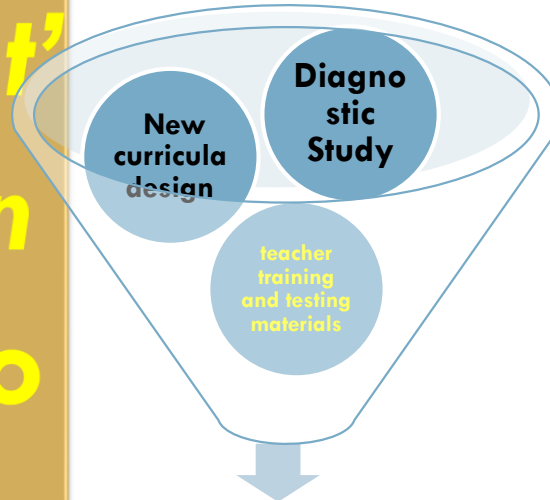 t’
n
o
New
curricula
design
Diagno
stic
Study
teacher
training
and testing
materials